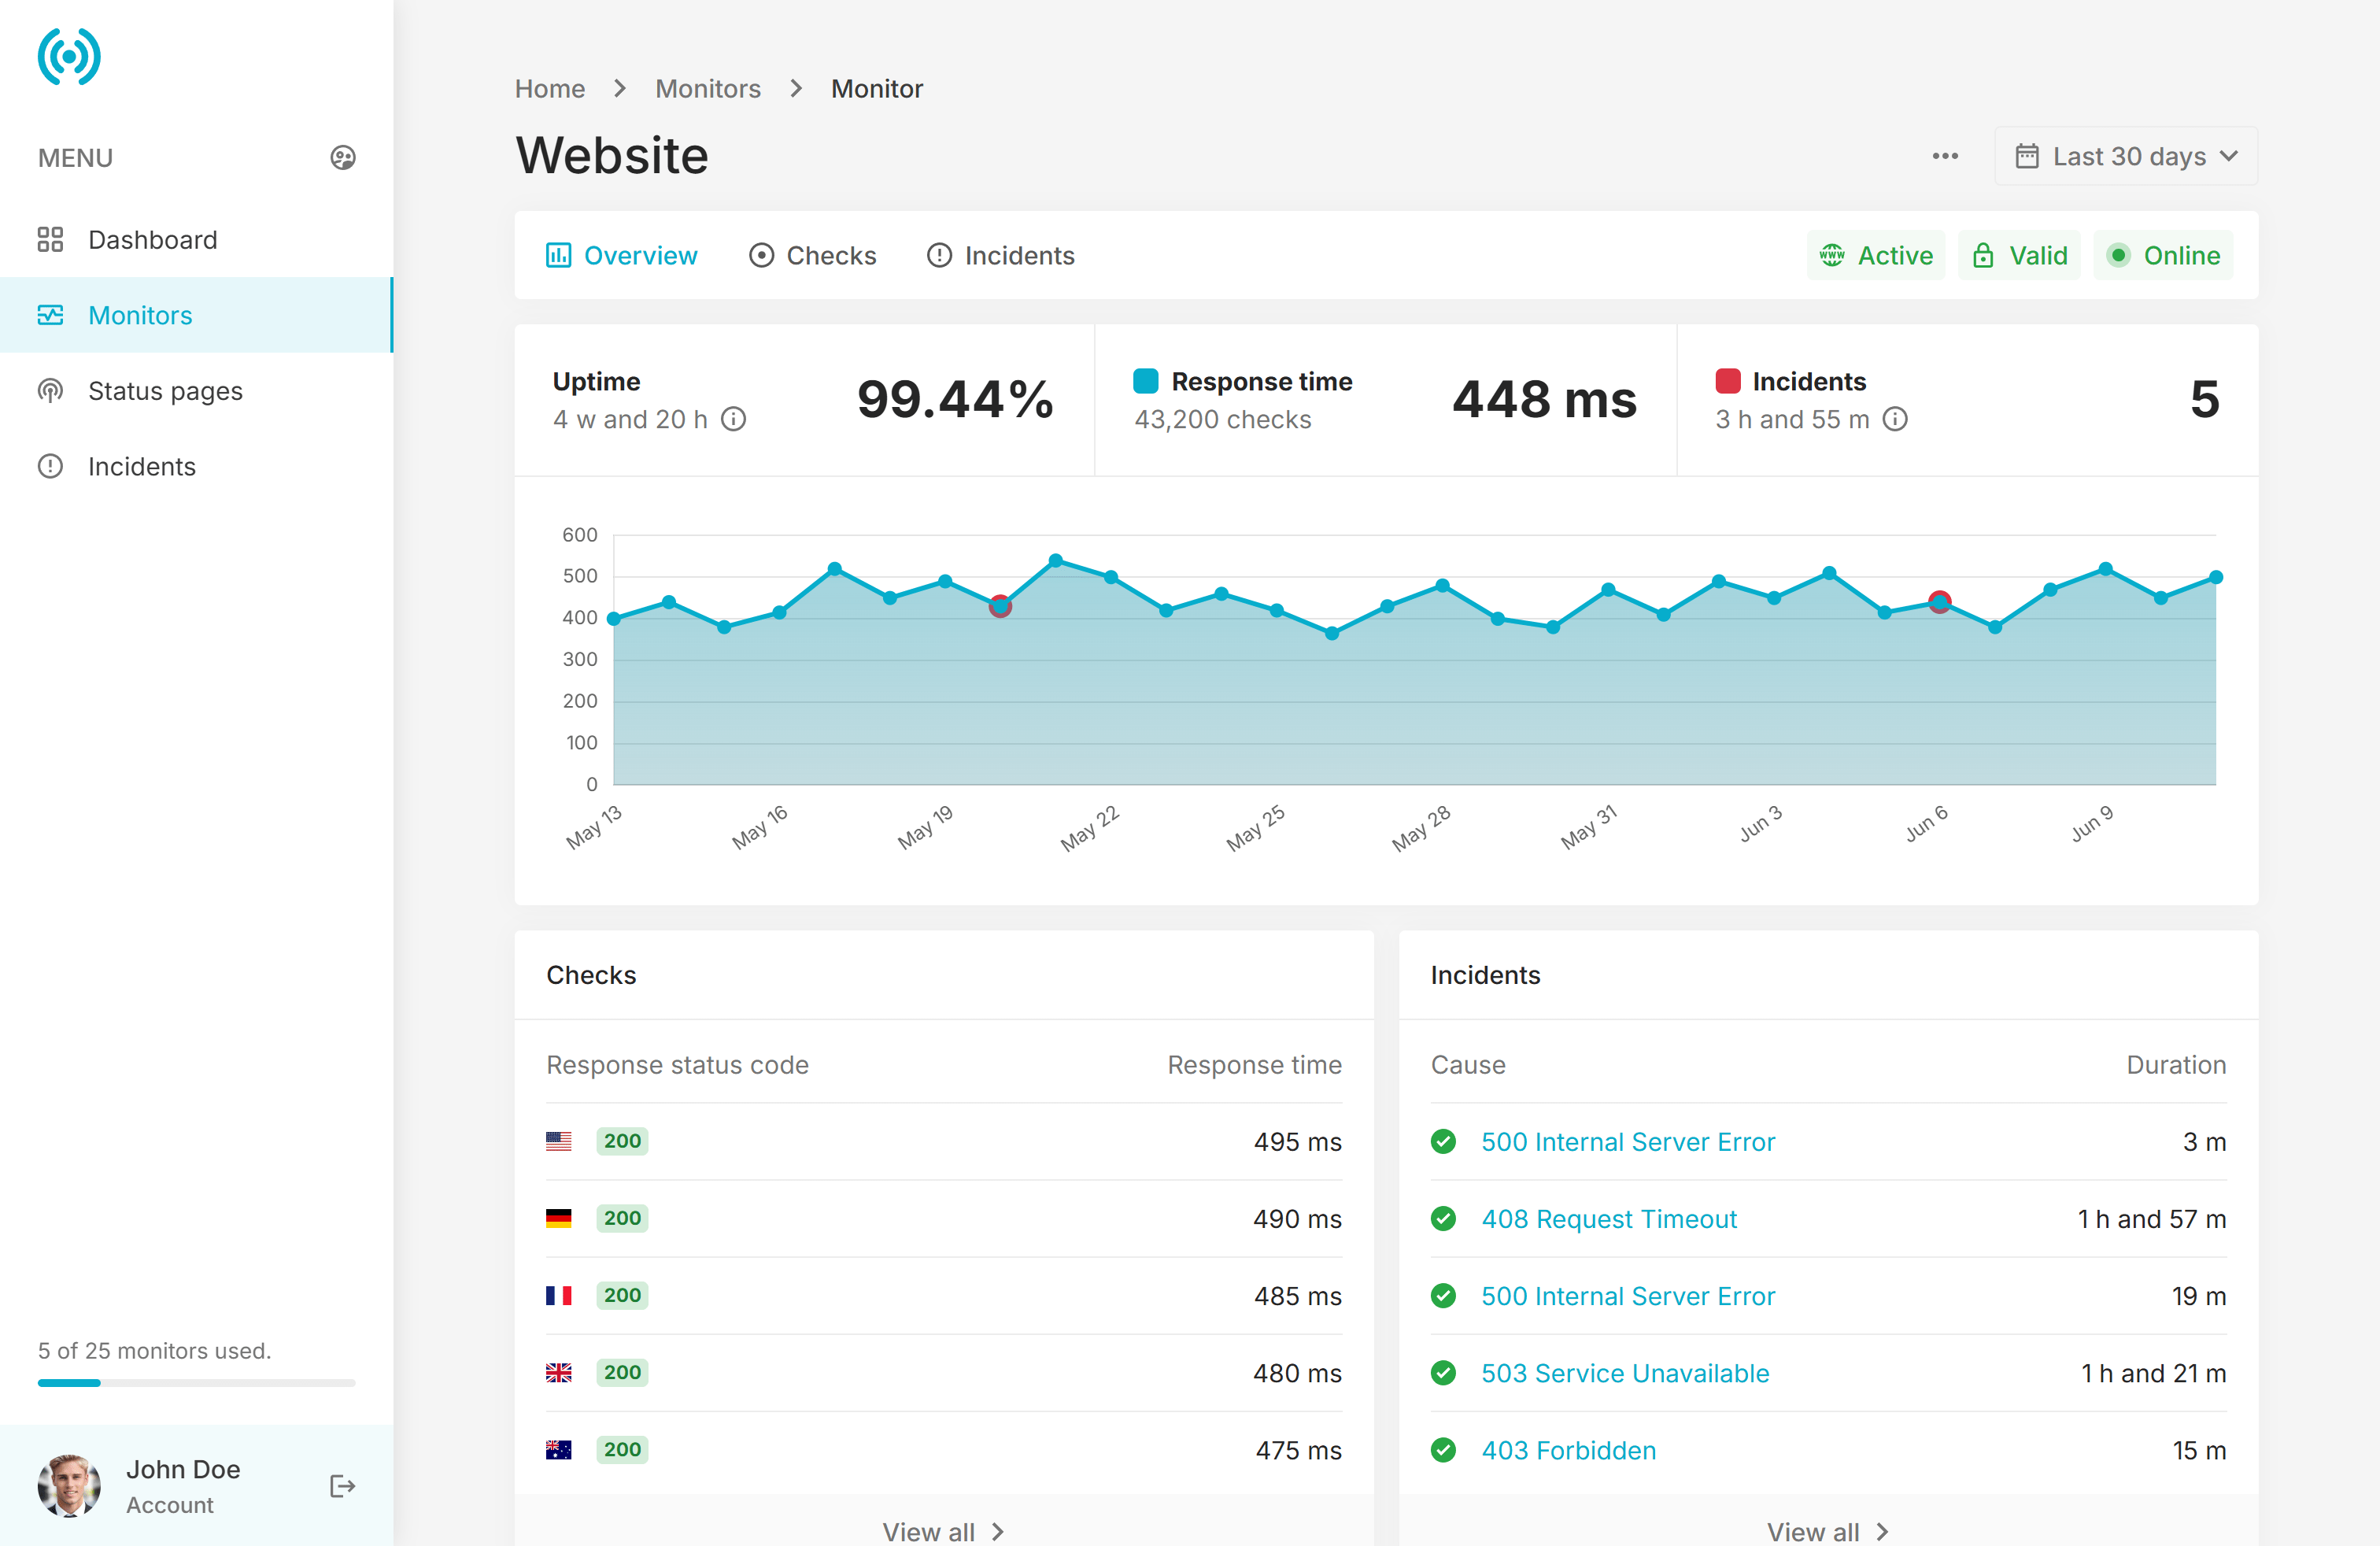 MENU
Dashboard
Monitors
Status pages
Incidents
5 of 25 monitors used.
John Doe
Account
Home > Monitors > Monitor
Website
Last 30 days
Overview Checks Incidents
www Active Valid Online
Uptime
4 w and 20 h
99.44%
Response time
43,200 checks
448 ms
Incidents
3 h and 55 m
5
600
500
400
300
200
100
0
May 13 May 16 May 19 May 22 May 25 May 28 May 31 Jun 3 Jun 6 Jun 9
Checks
Response status code Response time
200 495 ms
200 490 ms
200 485 ms
200 480 ms
200 475 ms
View all
Incidents
Cause Duration
500 Internal Server Error 3 m
408 Request Timeout 1 h and 57 m
500 Internal Server Error 19 m
503 Service Unavailable 1 h and 21 m
403 Forbidden 15 m
View all